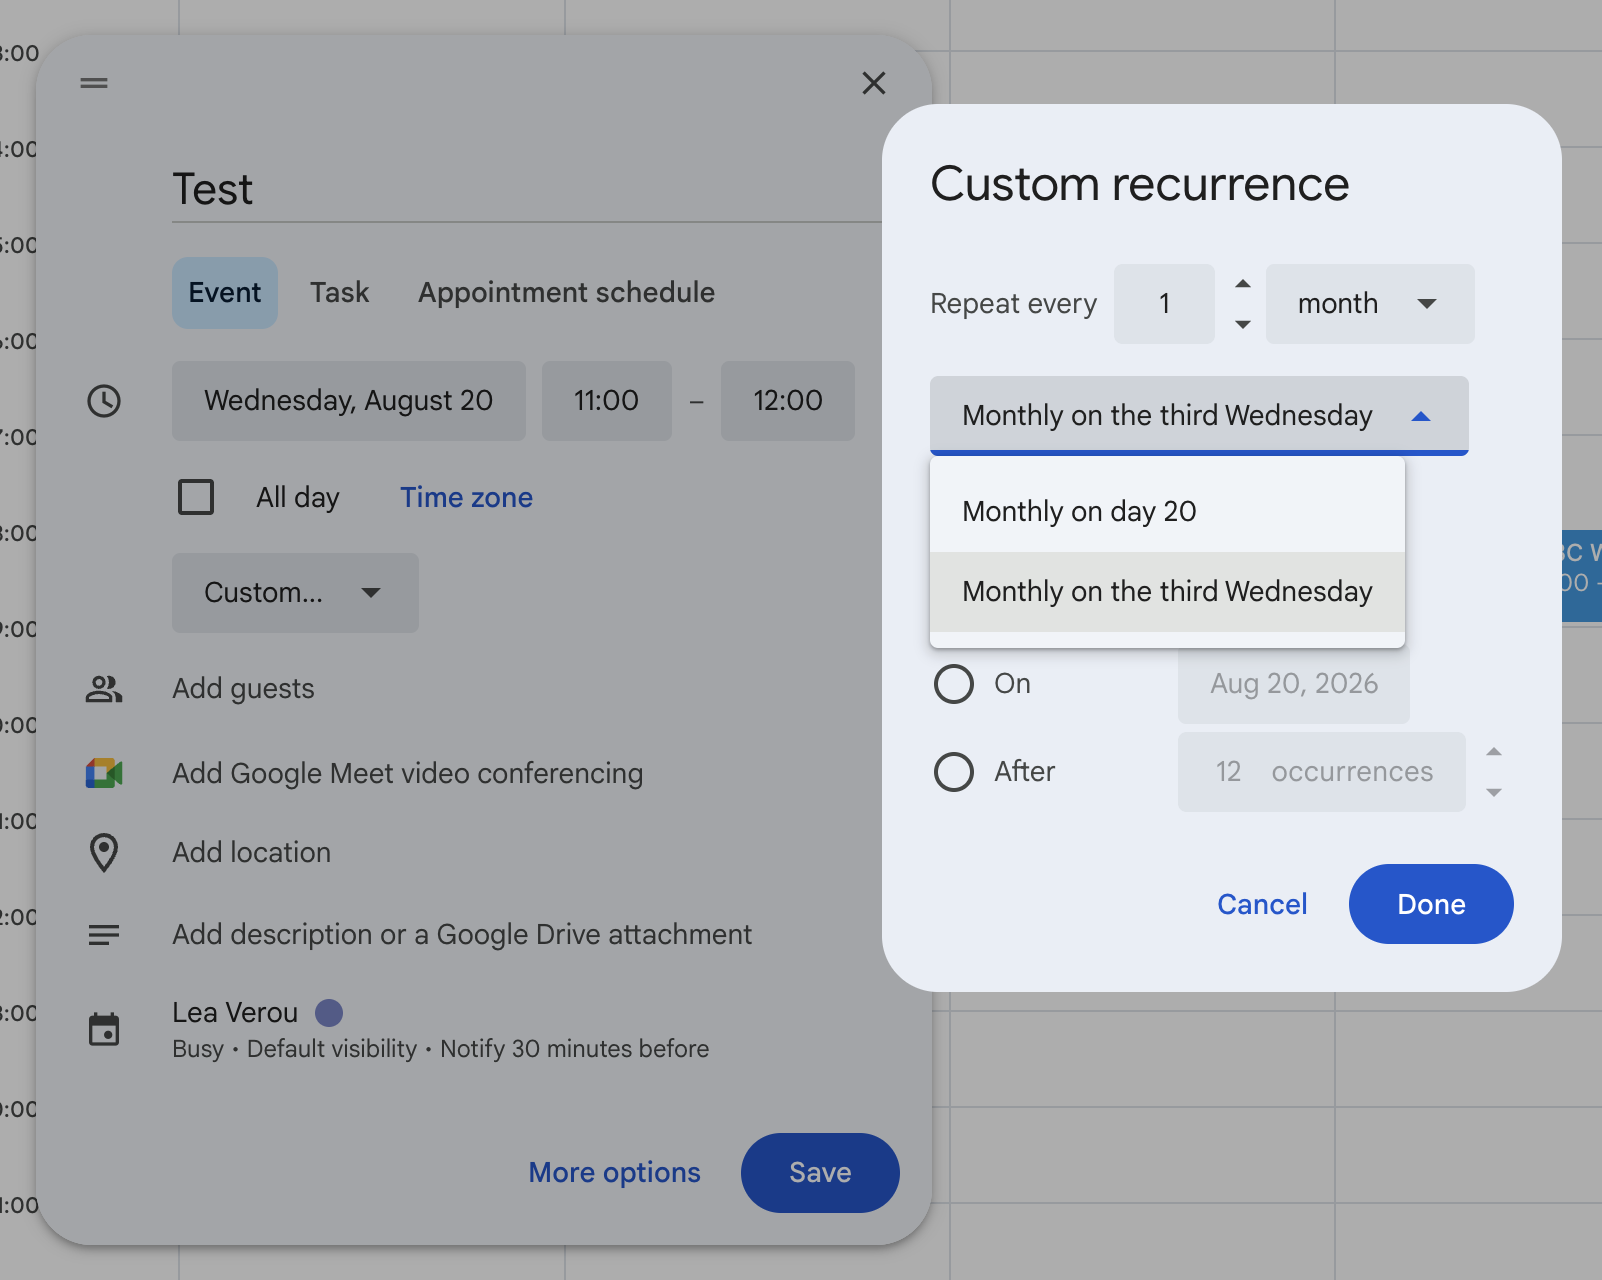 Test
Event
Task
Appointment schedule
Wednesday, August 20
11:00
–
12:00
All day
Time zone
Custom...
Add guests
Add Google Meet video conferencing
Add location
Add description or a Google Drive attachment
Lea Verou
Busy • Default visibility • Notify 30 minutes before
More options
Save
Custom recurrence
Repeat every
1
month
Monthly on the third Wednesday
Monthly on day 20
Monthly on the third Wednesday
On
Aug 20, 2026
After
12 occurrences
Cancel
Done